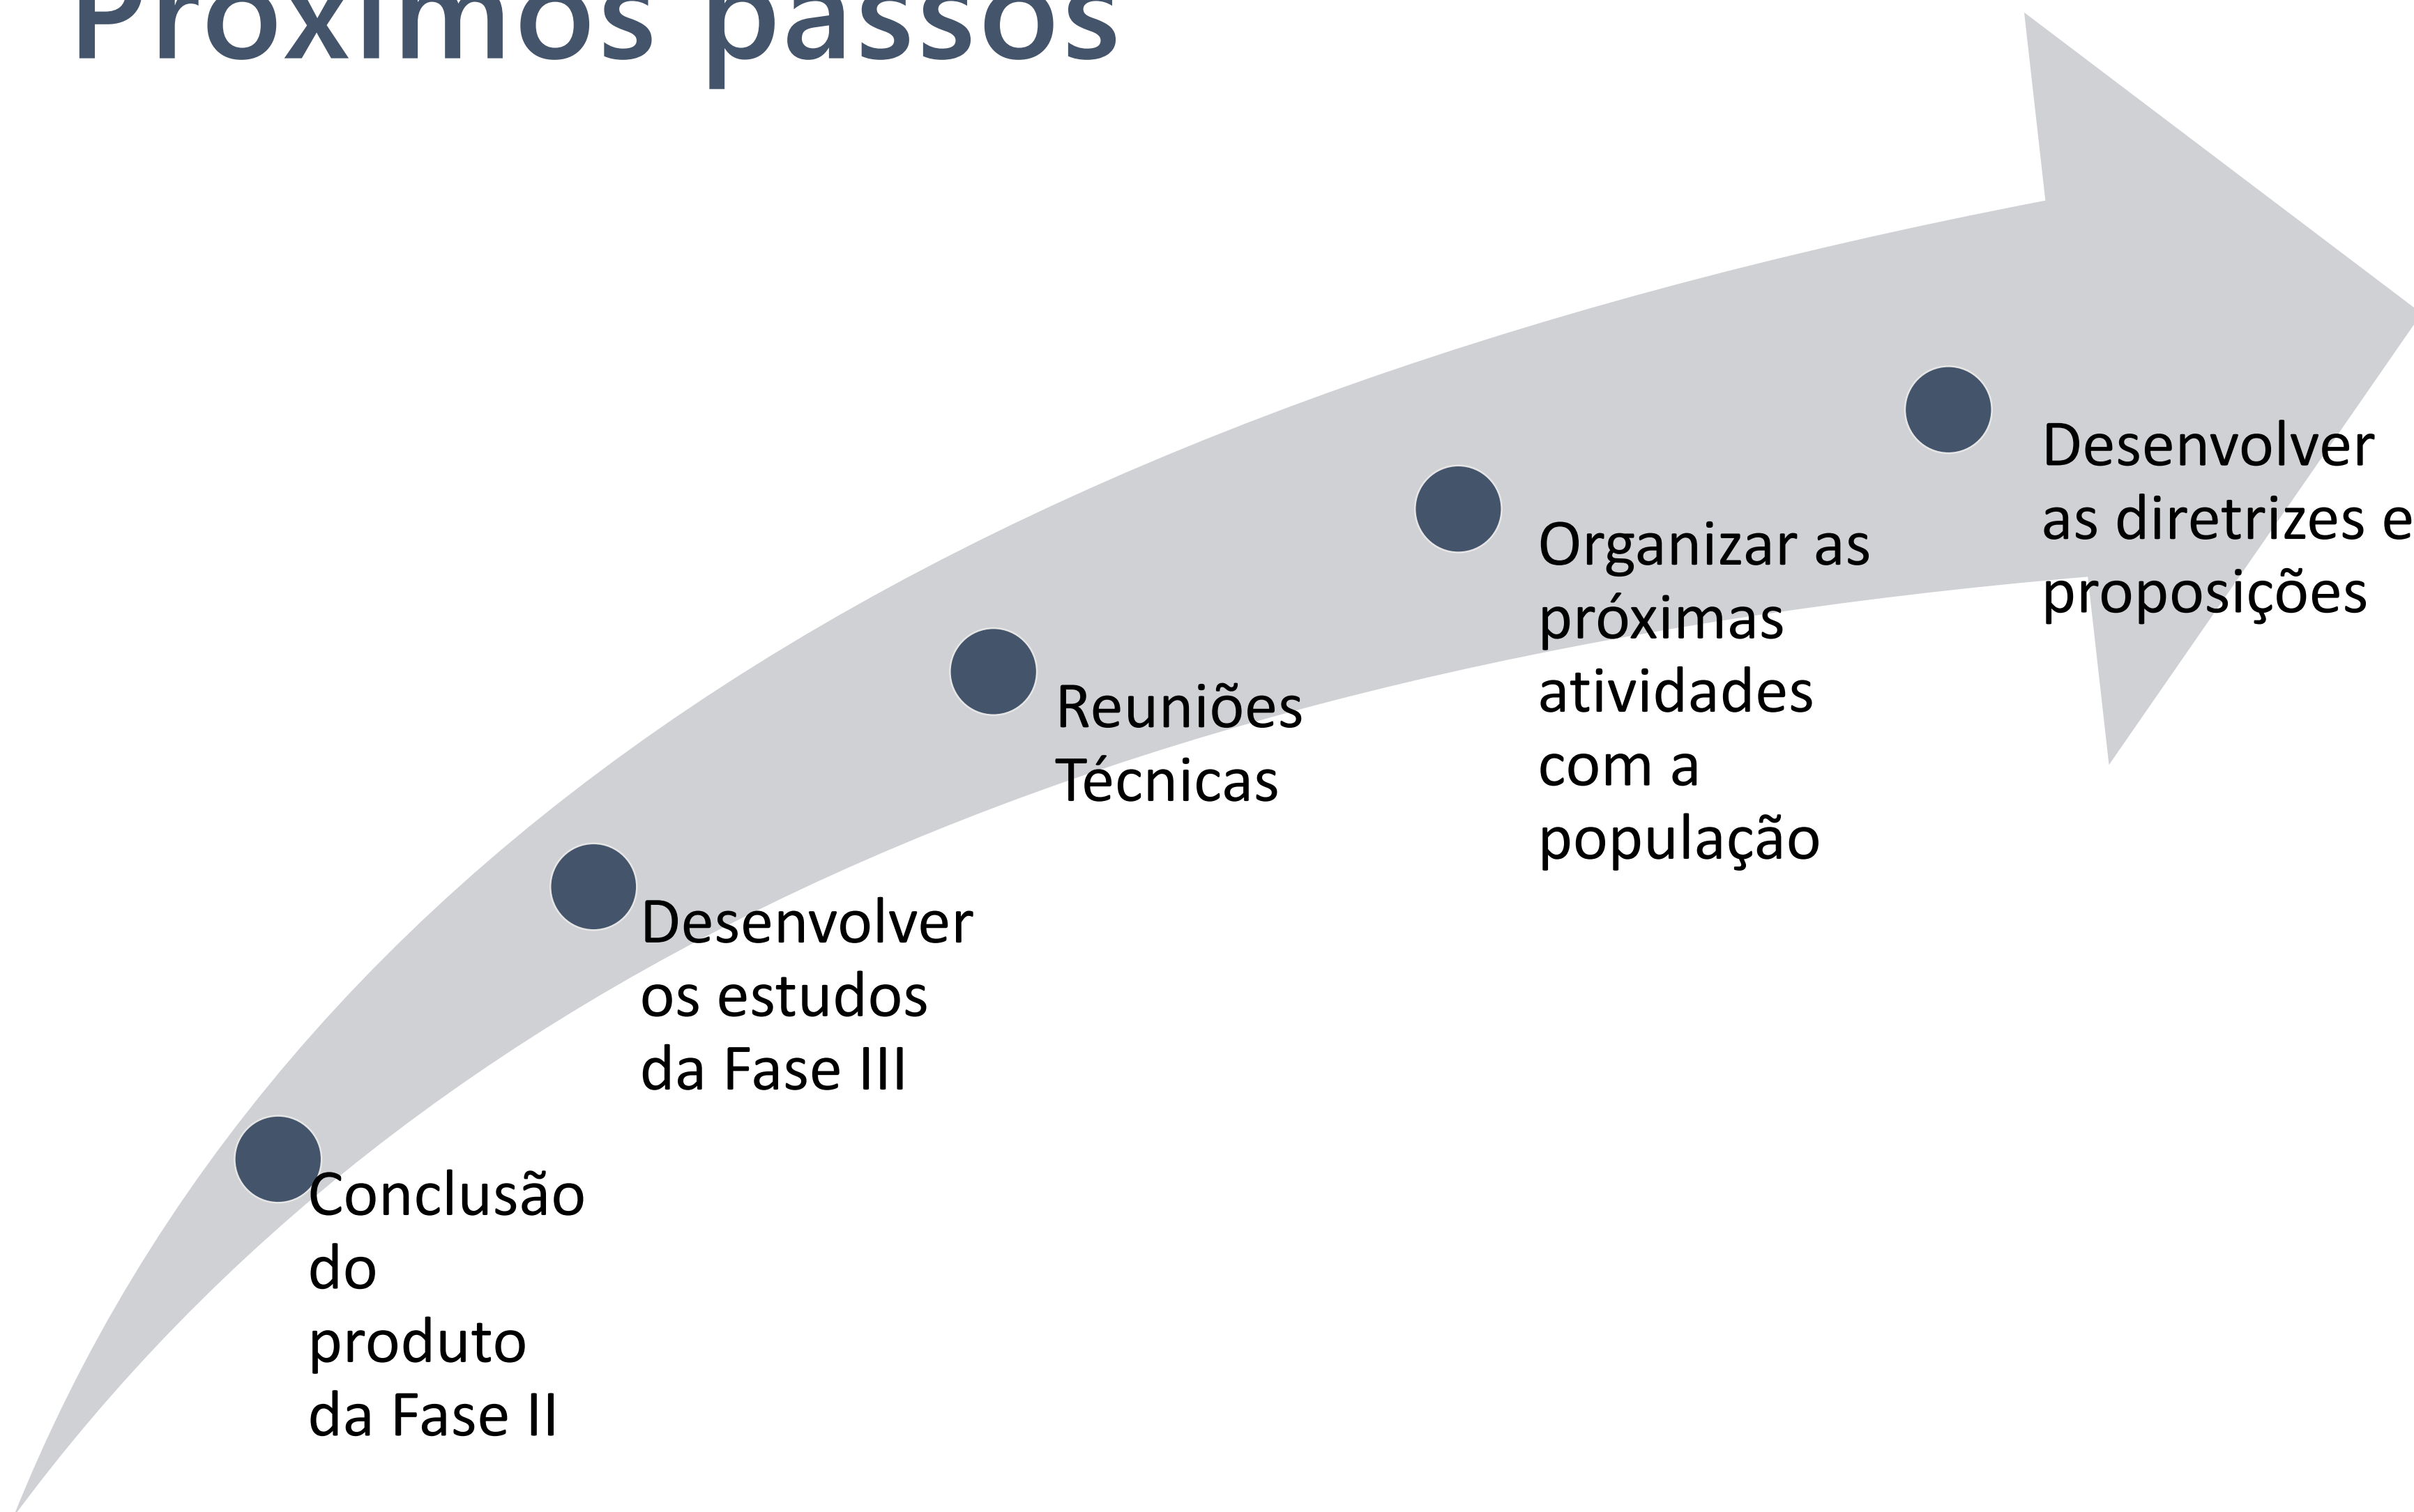 Próximos passos
Conclusão
do
produto
da Fase II
Desenvolver
os estudos
da Fase III
Reuniões
Técnicas
Organizar as
próximas
atividades
com a
população
Desenvolver
as diretrizes e
proposições